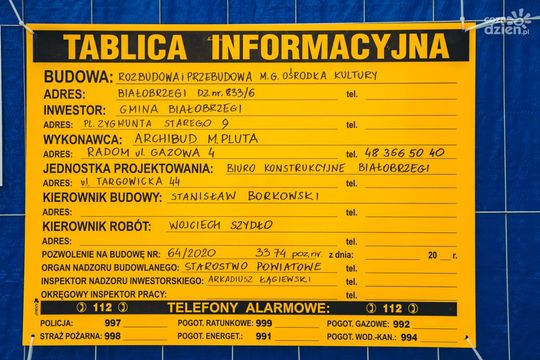 cozadzień.pl
TABLICA INFORMACYJNA
BUDOWA: ROZBUDOWA I PRZEBUDOWA M.G. OŚRODKA KULTURY
ADRES: BIAŁOBRZEGI DZ nr. 833/6 tel.
INWESTOR: GMINA BIAŁOBRZEGI
ADRES: PL. ZYGMUNTA STAREGO 9 tel.
WYKONAWCA: ARCHIBUD M. PLUTA
ADRES: RADOM ul. GAZOWA 4 tel. 48 366 50 40
JEDNOSTKA PROJEKTOWANIA: BIURO KONSTRUKCYJNE BIAŁOBRZEGI
ADRES: ul. TARGOWICKA 44 tel.
KIEROWNIK BUDOWY: STANISŁAW BORKOWSKI
ADRES: tel.
KIEROWNIK ROBÓT: WOJCIECH SZYDŁO
ADRES: tel.
POZWOLENIE NA BUDOWĘ NR: 64/2020 3374 poz. nr. z dnia: 20 r.
ORGAN NADZORU BUDOWLANEGO: STAROSTWO POWIATOWE tel.
INSPEKTOR NADZORU INWESTORSKIEGO: ARKADIUSZ ŁĄGIEWSKI tel.
OKRĘGOWY INSPEKTOR PRACY: tel.
112 TELEFONY ALARMOWE: 112
POLICJA: 997 POGOT. RATUNKOWE: 999 POGOT. GAZOWE: 992
STRAŻ POŻARNA: 998 POGOT. ENERGET.: 991 POGOT. WOD.-KAN.: 994